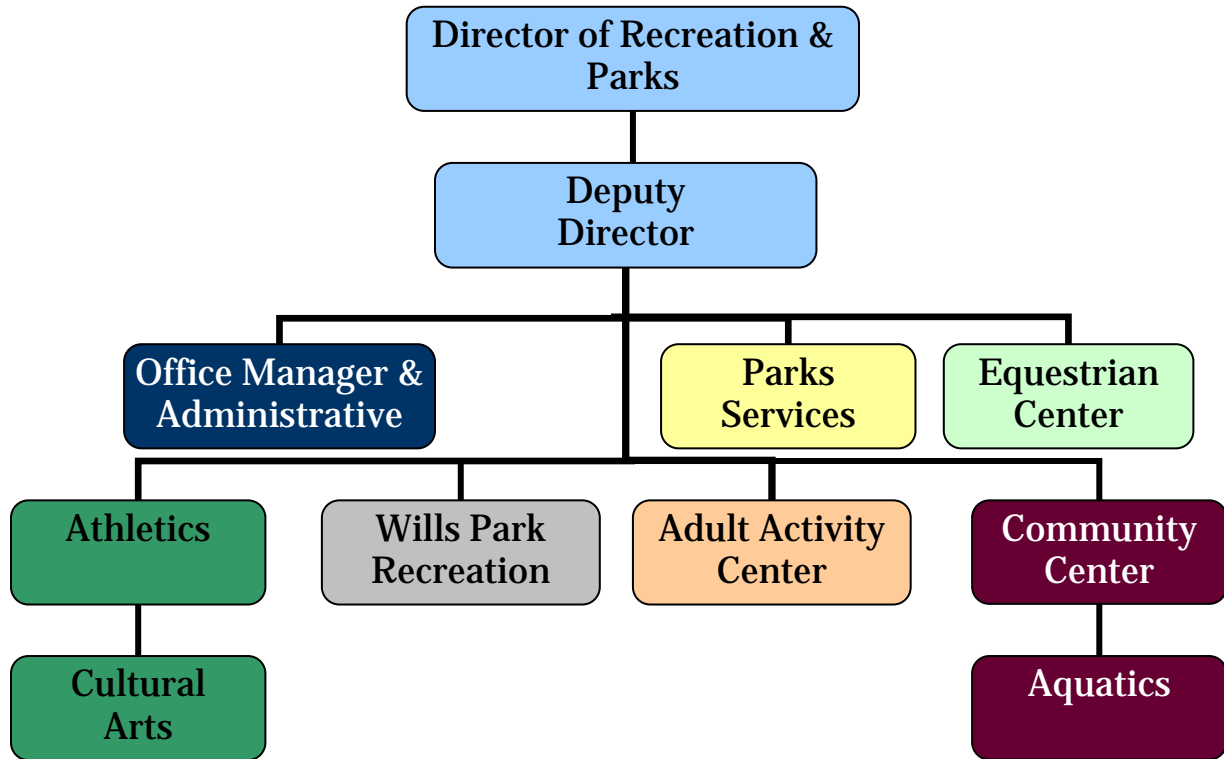 Director of Recreation &
Parks
Deputy
Director
Office Manager &
Administrative
Parks
Services
Equestrian
Center
Athletics
Wills Park
Recreation
Adult Activity
Center
Community
Center
Cultural
Arts
Aquatics